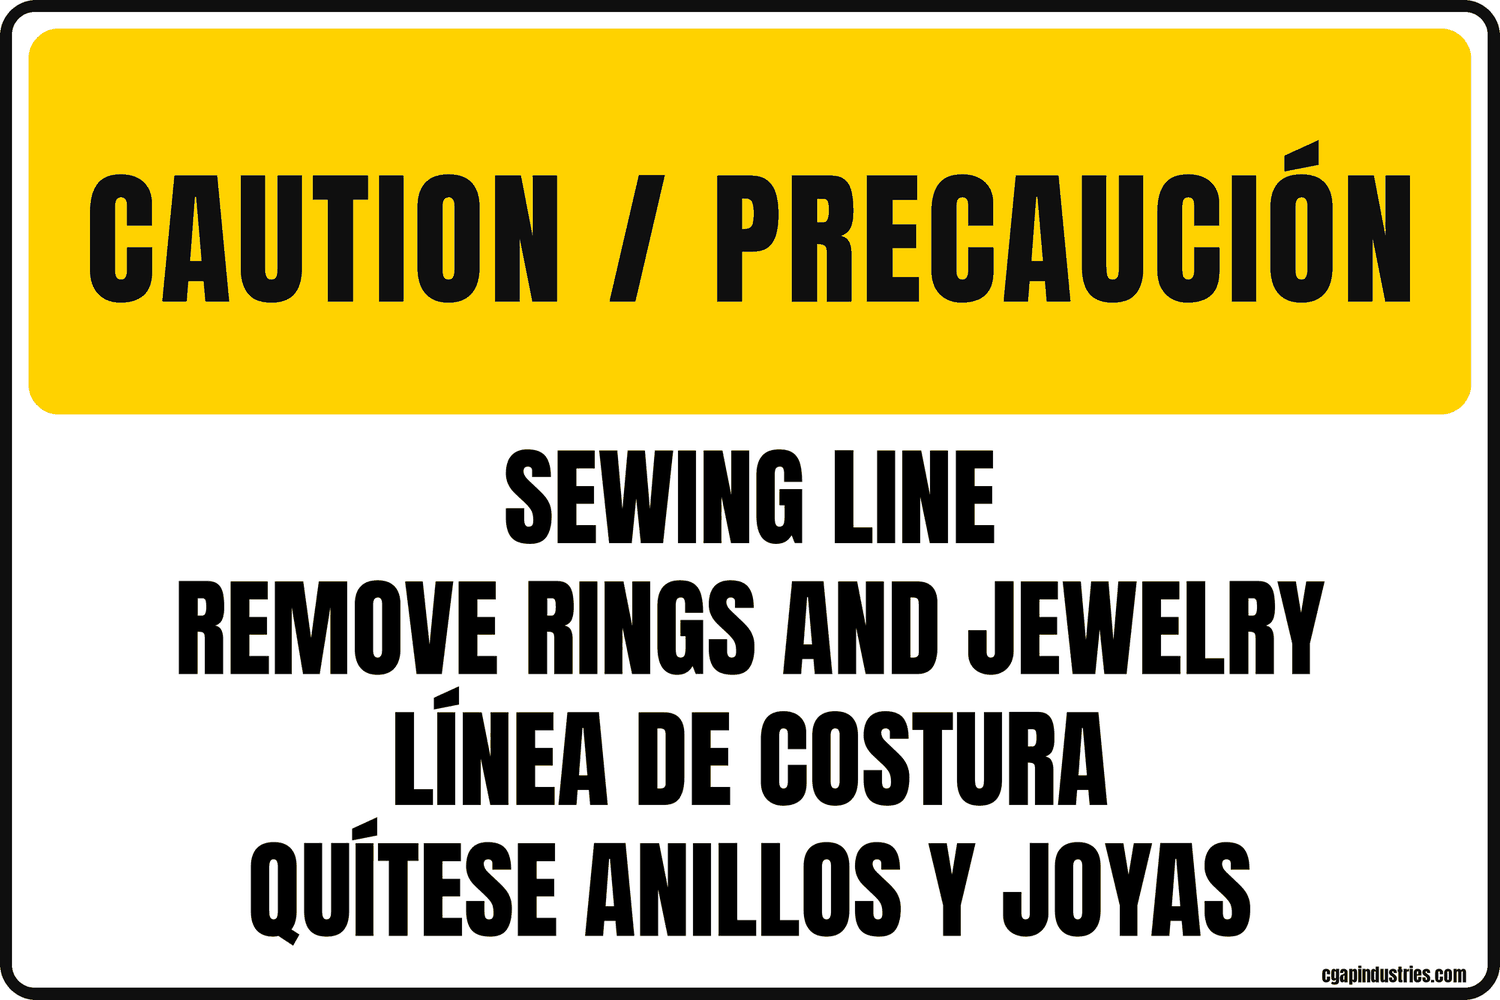 CAUTION / PRECAUCIÓN
SEWING LINE
REMOVE RINGS AND JEWELRY
LÍNEA DE COSTURA
QUÍTESE ANILLOS Y JOYAS
cgapindustries.com